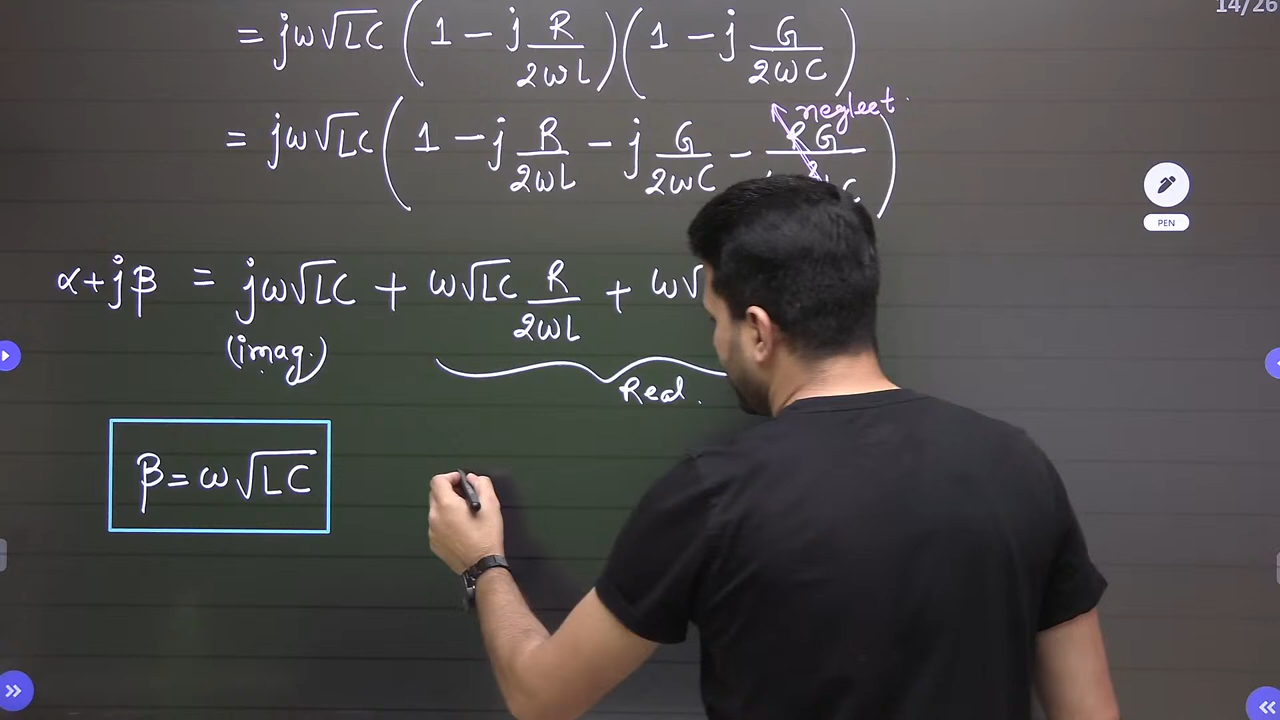 14/26
= jω√LC (1 - j R/2ωL)(1 - j G/2ωC)
neglect.
= jω√LC (1 - j R/2ωL - j G/2ωC - RG/
PEN
α+jβ = jω√LC + ω√LC R/2ωL + ω√
(imag.)
Real.
β = ω√LC